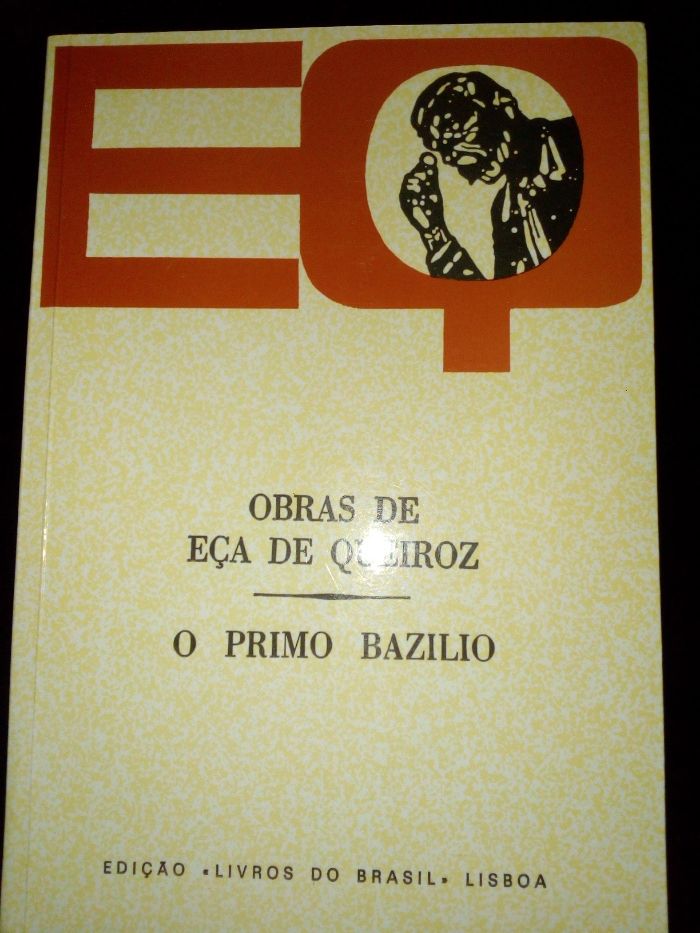 EQ
OBRAS DE
EÇA DE QUEIROZ
O PRIMO BAZILIO
EDIÇÃO «LIVROS DO BRASIL» LISBOA